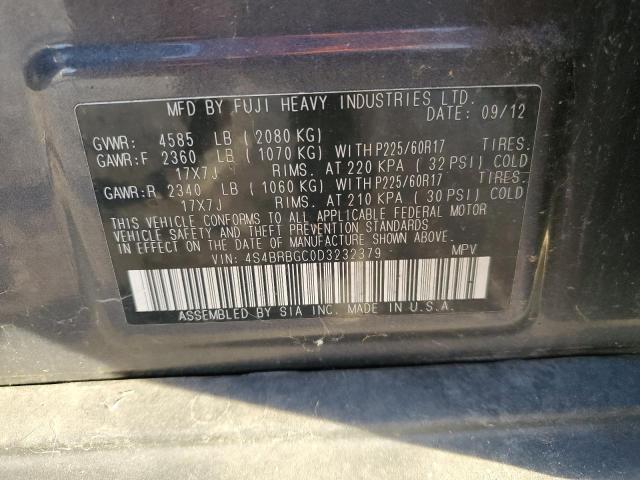 MFD BY FUJI HEAVY INDUSTRIES LTD.
DATE: 09/12
GVWR: 4585 LB (2080 KG)
GAWR:F 2360 LB (1070 KG) WITH P225/60R17 TIRES.
17X7J RIMS. AT 220 KPA (32 PSI) COLD
GAWR:R 2340 LB (1060 KG) WITH P225/60R17 TIRES.
17X7J RIMS. AT 210 KPA (30 PSI) COLD
THIS VEHICLE CONFORMS TO ALL APPLICABLE FEDERAL MOTOR
VEHICLE SAFETY AND THEFT PREVENTION STANDARDS
IN EFFECT ON THE DATE OF MANUFACTURE SHOWN ABOVE.
VIN: 4S4BRBGC0D3232379 MPV
ASSEMBLED BY SIA INC. MADE IN U.S.A.